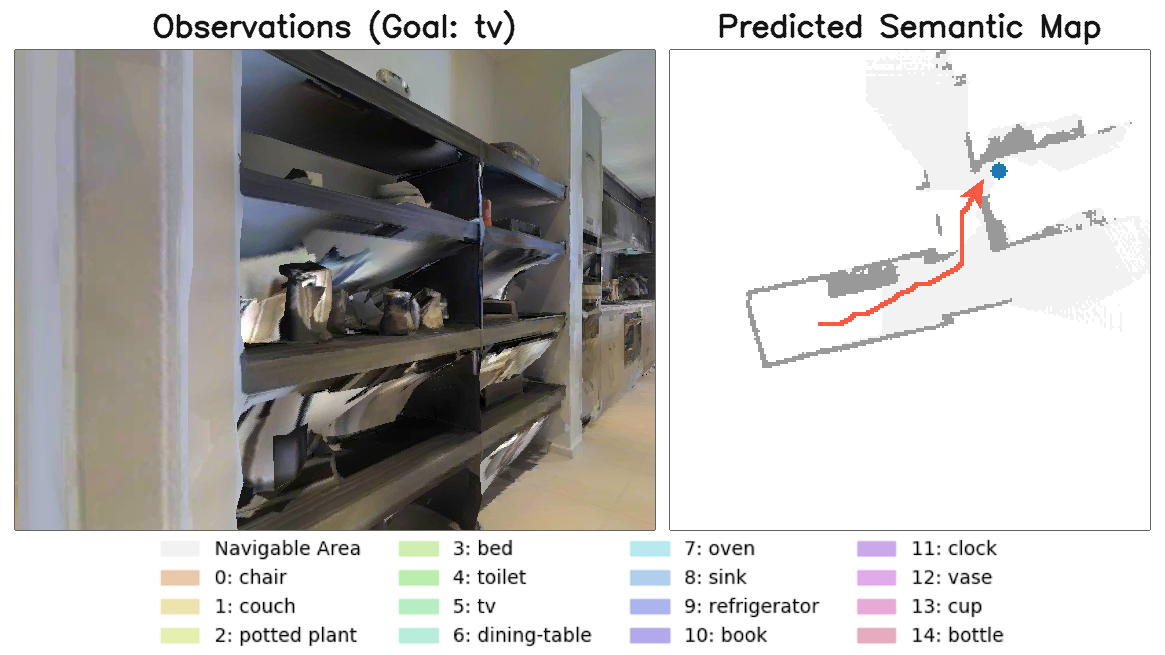 Observations (Goal: tv)
Predicted Semantic Map
Navigable Area
0: chair
1: couch
2: potted plant
3: bed
4: toilet
5: tv
6: dining-table
7: oven
8: sink
9: refrigerator
10: book
11: clock
12: vase
13: cup
14: bottle